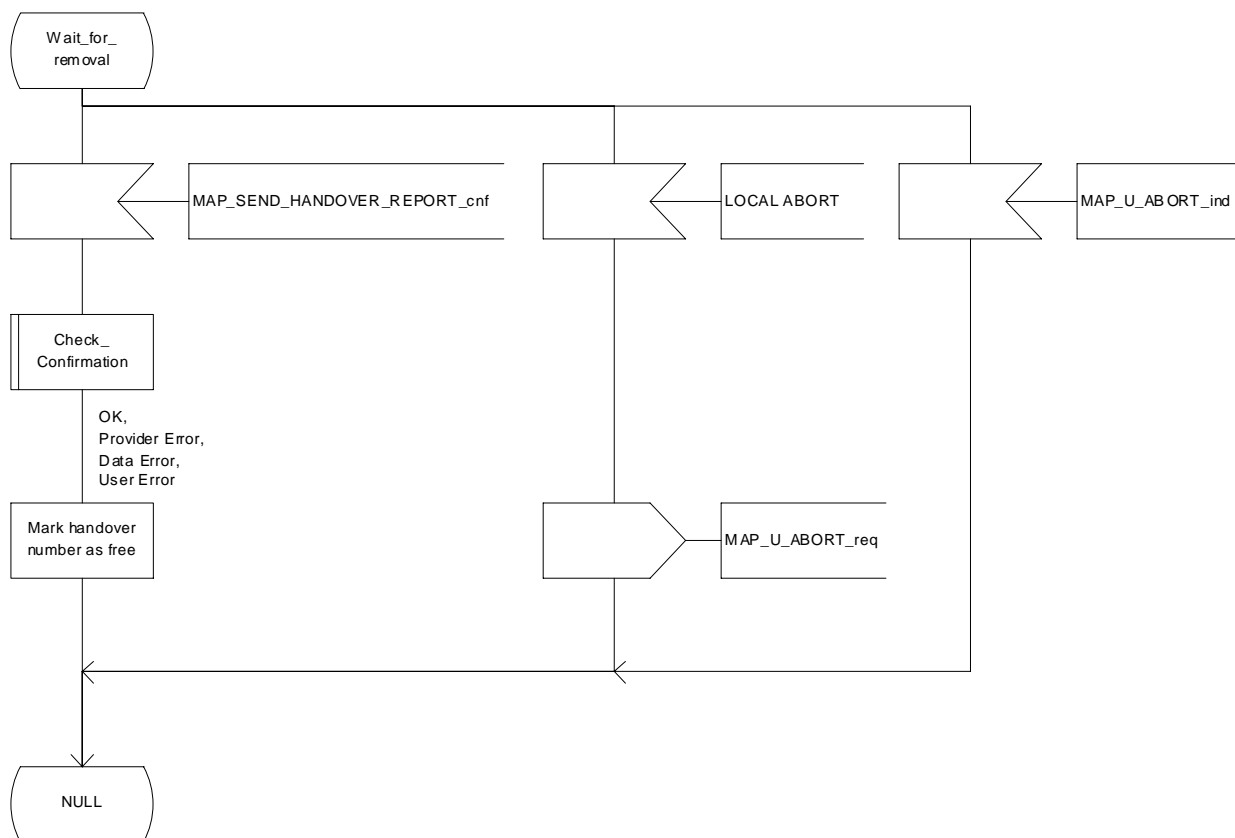 Wait_for_
removal
MAP_SEND_HANDOVER_REPORT_cnf
LOCAL ABORT
MAP_U_ABORT_ind
Check_
Confirmation
OK,
Provider Error,
Data Error,
User Error
Mark handover
number as free
MAP_U_ABORT_req
NULL